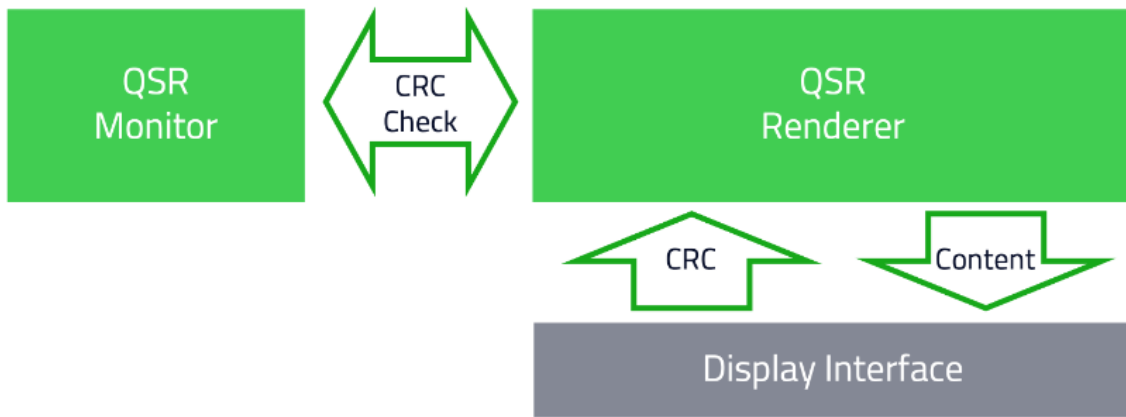 QSR
Monitor
CRC
Check
QSR
Renderer
CRC
Content
Display Interface